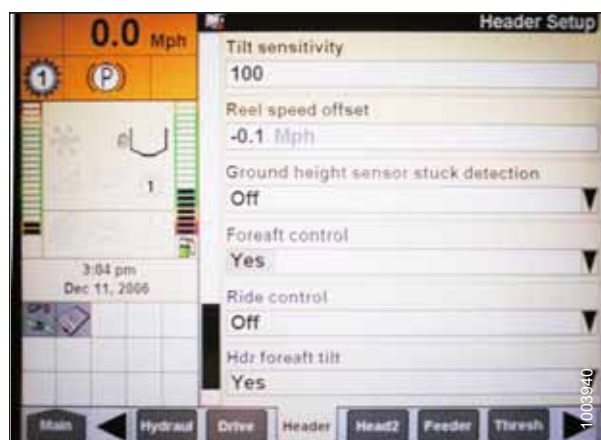 0.0 Mph
Header Setup
1
P
Tilt sensitivity
100
Reel speed offset
-0.1 Mph
1
Ground height sensor stuck detection
Off
Foreaft control
Yes
3:04 pm
Dec 11, 2006
Ride control
Off
GPS
Hdr foreaft tilt
Yes
Main
Hydraul
Drive
Header
Head2
Feeder
Thresh
1003940